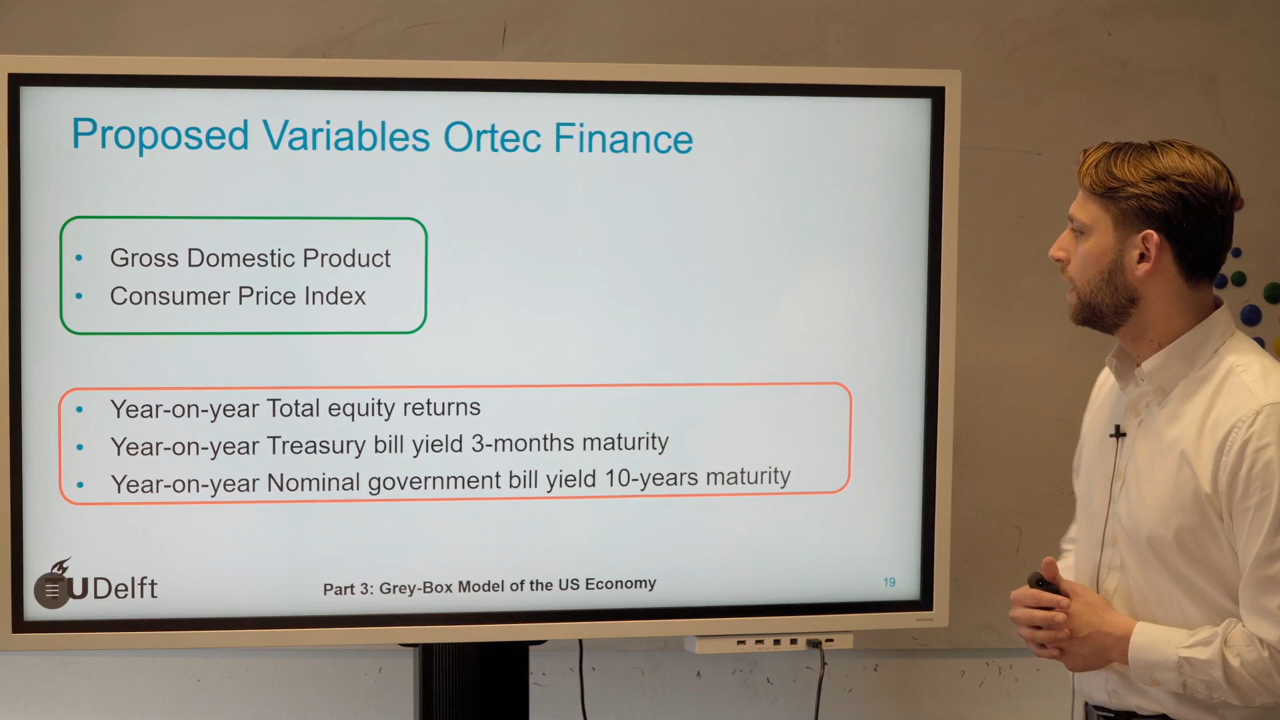 Proposed Variables Ortec Finance
• Gross Domestic Product
• Consumer Price Index
• Year-on-year Total equity returns
• Year-on-year Treasury bill yield 3-months maturity
• Year-on-year Nominal government bill yield 10-years maturity
TUDelft
Part 3: Grey-Box Model of the US Economy
19
SAMSUNG